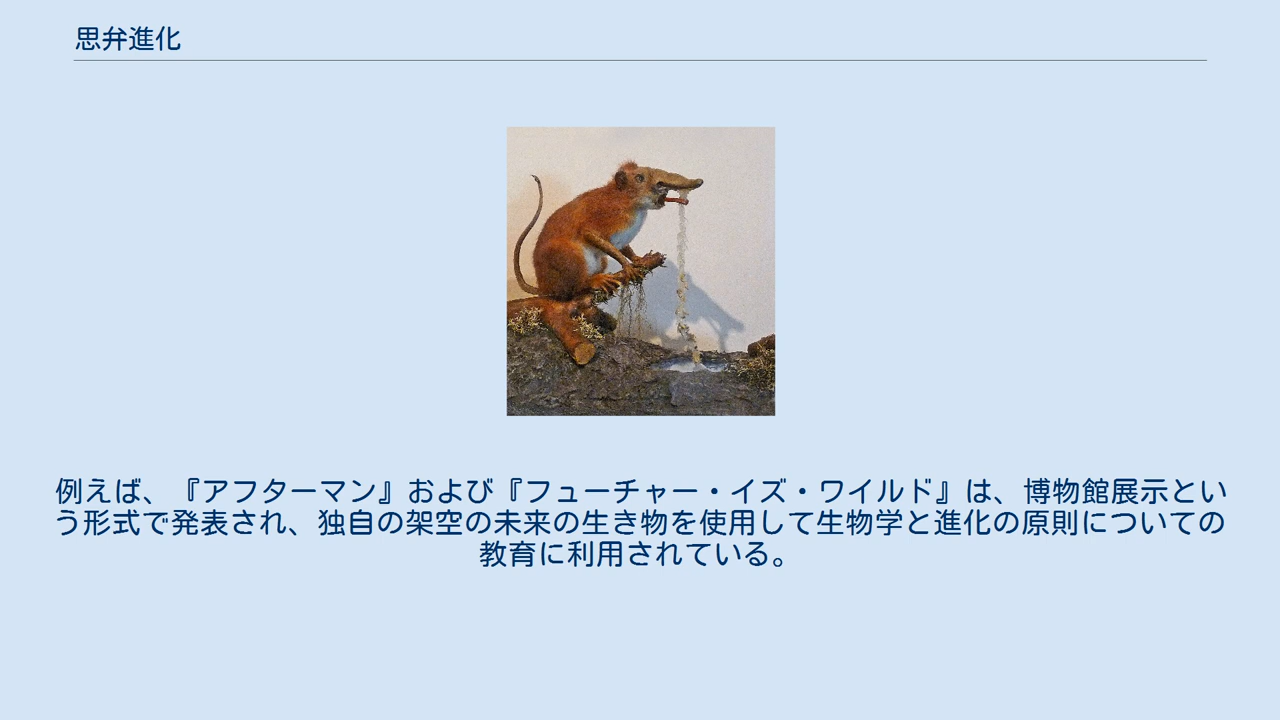 思弁進化
例えば、『アフターマン』および『フューチャー・イズ・ワイルド』は、博物館展示とい
う形式で発表され、独自の架空の未来の生き物を使用して生物学と進化の原則についての
教育に利用されている。